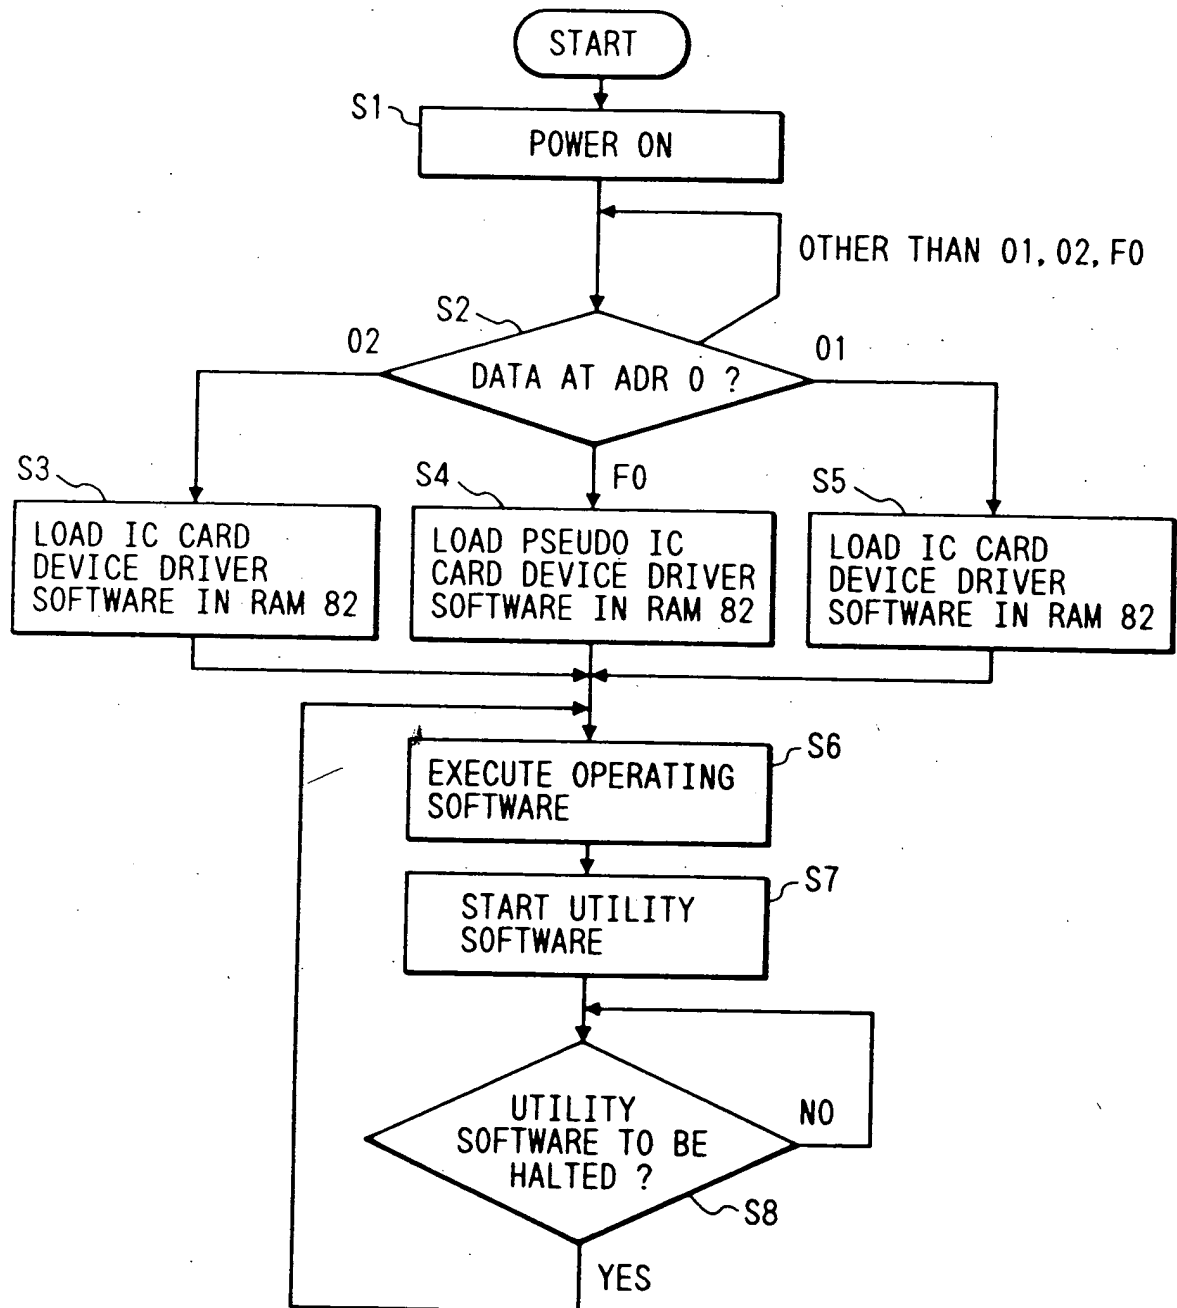 START
S1
POWER ON
OTHER THAN 01, 02, F0
S2
02
01
DATA AT ADR 0 ?
S3
S4
F0
S5
LOAD IC CARD
DEVICE DRIVER
SOFTWARE IN RAM 82
LOAD PSEUDO IC
CARD DEVICE DRIVER
SOFTWARE IN RAM 82
LOAD IC CARD
DEVICE DRIVER
SOFTWARE IN RAM 82
S6
EXECUTE OPERATING
SOFTWARE
S7
START UTILITY
SOFTWARE
UTILITY
SOFTWARE TO BE
HALTED ?
NO
S8
YES